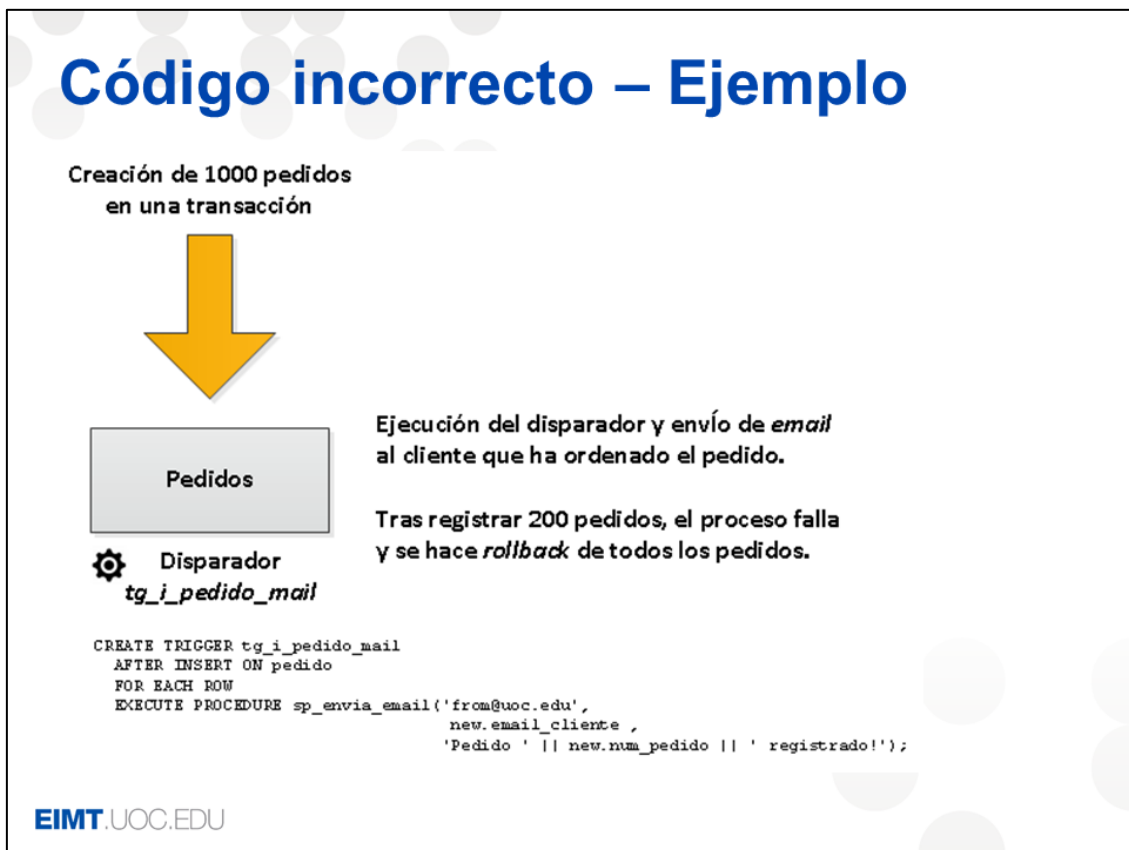 Código incorrecto – Ejemplo
Creación de 1000 pedidos
en una transacción
Pedidos
Disparador
tg_i_pedido_mail
Ejecución del disparador y envÍo de email
al cliente que ha ordenado el pedido.
Tras registrar 200 pedidos, el proceso falla
y se hace rollback de todos los pedidos.
CREATE TRIGGER tg_i_pedido_mail
AFTER INSERT ON pedido
FOR EACH ROW
EXECUTE PROCEDURE sp_envia_email('from@uoc.edu',
new.email_cliente ,
'Pedido ' || new.num_pedido || ' registrado!');
EIMT.UOC.EDU